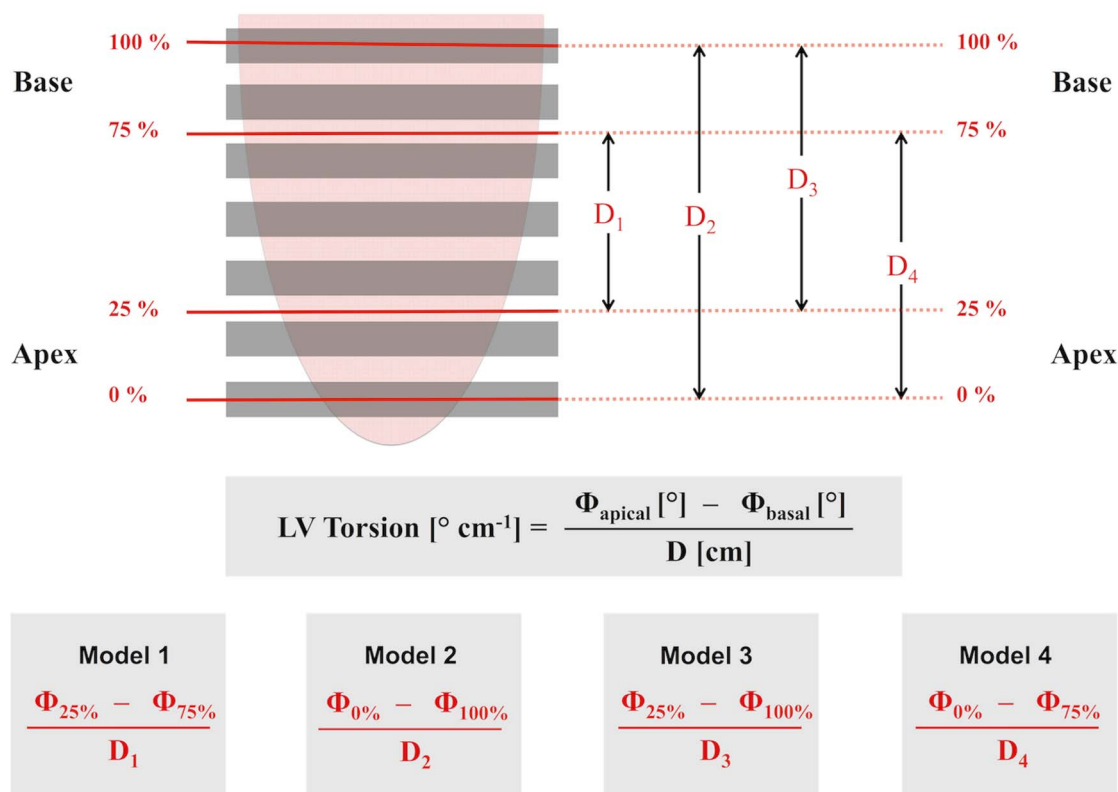 100 % 100 %
Base Base
75 % 75 %
D₃
D₁ D₂
D₄
25 % 25 %
Apex Apex
0 % 0 %
LV Torsion [° cm⁻¹] = Φapical [°] – Φbasal [°]
D [cm]
Model 1 Model 2 Model 3 Model 4
Φ25% – Φ75% Φ0% – Φ100% Φ25% – Φ100% Φ0% – Φ75%
D₁ D₂ D₃ D₄